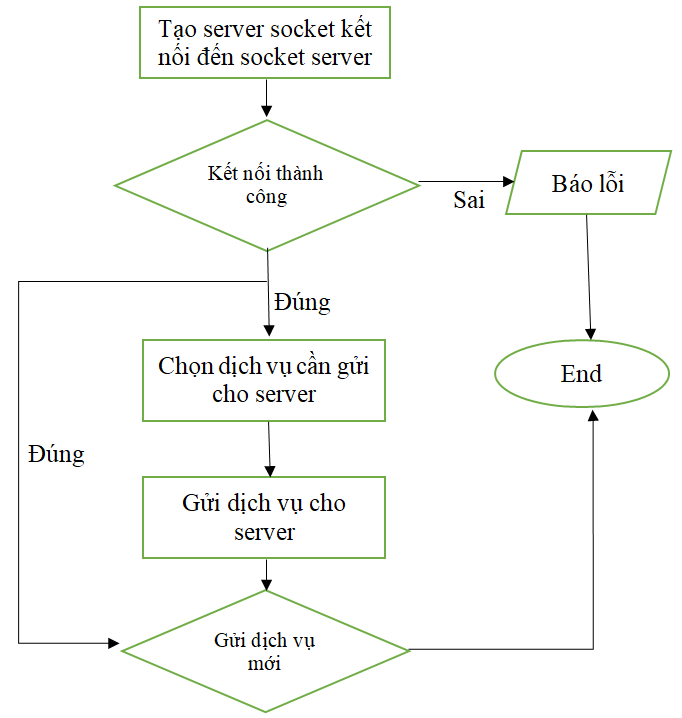 Tạo server socket kết
nối đến socket server
Kết nối thành
công
Sai
Báo lỗi
Đúng
Chọn dịch vụ cần gửi
cho server
End
Đúng
Gửi dịch vụ cho
server
Gửi dịch vụ
mới